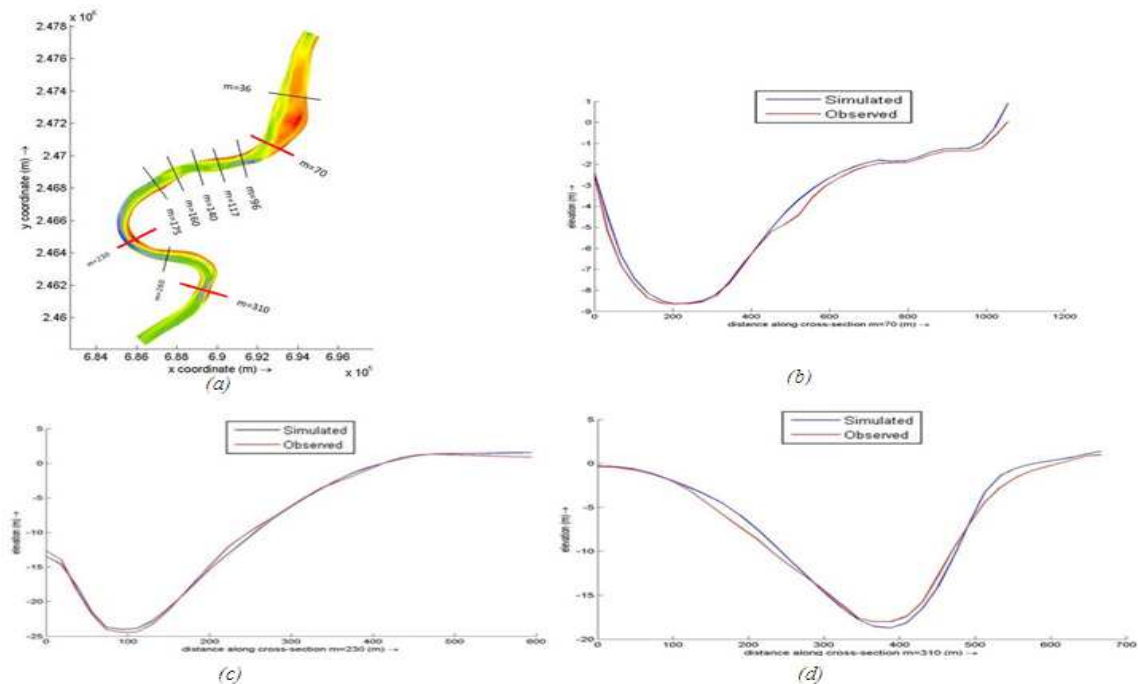 x 10⁶
2.478
2.476
2.474
2.472
2.47
2.468
2.466
2.464
2.462
2.46
y coordinate (m) →
m=36
m=70
m=96
m=117
m=140
m=160
m=175
m=230
m=260
m=310
6.84 6.86 6.88 6.9 6.92 6.94 6.96
x coordinate (m) →
(a)
Simulated
Observed
elevation (m) →
1
0
-1
-2
-3
-4
-5
-6
-7
-8
-9
0 200 400 600 800 1000 1200
distance along cross-section m=70 (m) →
(b)
Simulated
Observed
elevation (m) →
5
0
-5
-10
-15
-20
-25
0 100 200 300 400 500 600
distance along cross-section m=230 (m) →
(c)
Simulated
Observed
elevation (m) →
5
0
-5
-10
-15
-20
0 100 200 300 400 500 600 700
distance along cross-section m=310 (m) →
(d)